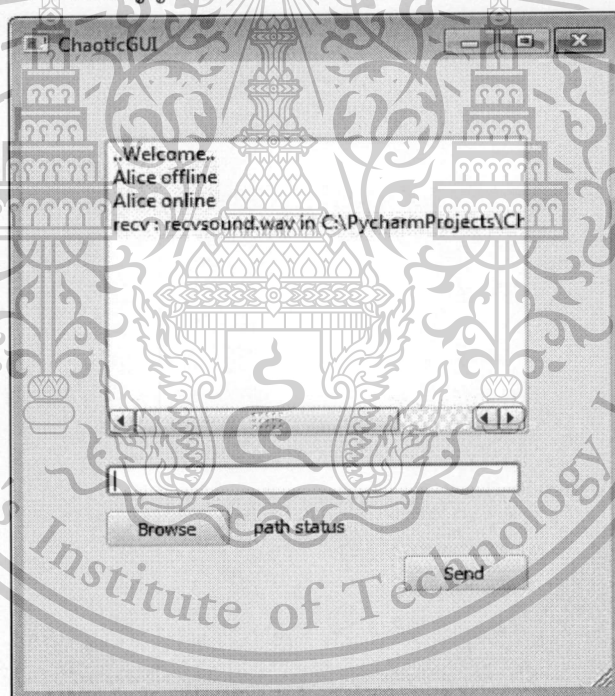 ChaoticGUI
..Welcome..
Alice offline
Alice online
recv : recvsound.wav in C:\PycharmProjects\Ch
Browse path status
Send
's Institute of Technology L